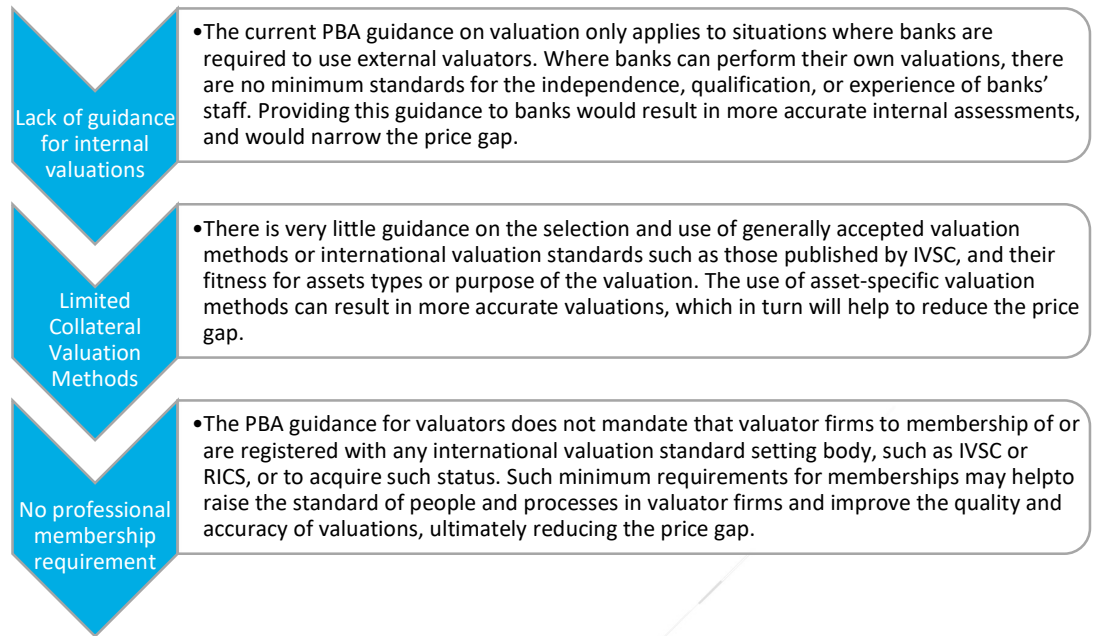 Lack of guidance
for internal
valuations
•The current PBA guidance on valuation only applies to situations where banks are
required to use external valuators. Where banks can perform their own valuations, there
are no minimum standards for the independence, qualification, or experience of banks'
staff. Providing this guidance to banks would result in more accurate internal assessments,
and would narrow the price gap.
Limited
Collateral
Valuation
Methods
•There is very little guidance on the selection and use of generally accepted valuation
methods or international valuation standards such as those published by IVSC, and their
fitness for assets types or purpose of the valuation. The use of asset-specific valuation
methods can result in more accurate valuations, which in turn will help to reduce the price
gap.
No professional
membership
requirement
•The PBA guidance for valuators does not mandate that valuator firms to membership of or
are registered with any international valuation standard setting body, such as IVSC or
RICS, or to acquire such status. Such minimum requirements for memberships may helpto
raise the standard of people and processes in valuator firms and improve the quality and
accuracy of valuations, ultimately reducing the price gap.